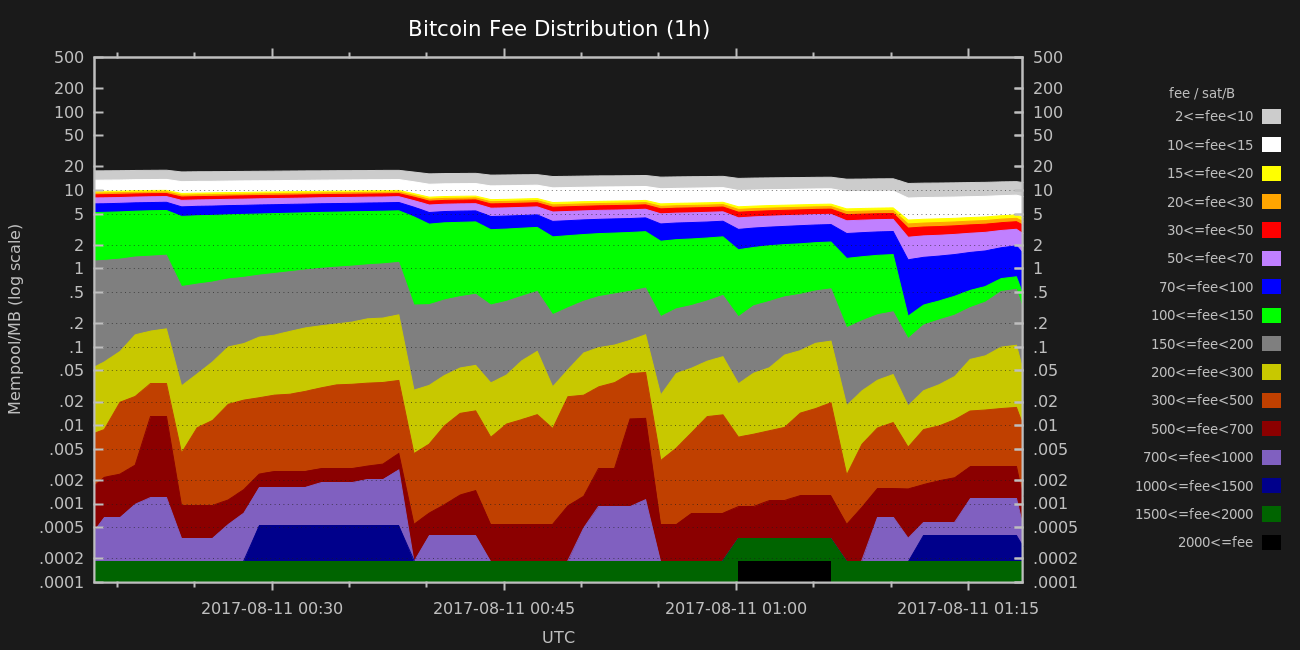 Bitcoin Fee Distribution (1h)
500 500
200 200
100 100
50 50
20 20
10 10
5 5
2 2
1 1
.5 .5
.2 .2
.1 .1
.05 .05
.02 .02
.01 .01
.005 .005
.002 .002
.001 .001
.0005 .0005
.0002 .0002
.0001 .0001
Mempool/MB (log scale)
2017-08-11 00:30 2017-08-11 00:45 2017-08-11 01:00 2017-08-11 01:15
UTC
fee / sat/B
2<=fee<10
10<=fee<15
15<=fee<20
20<=fee<30
30<=fee<50
50<=fee<70
70<=fee<100
100<=fee<150
150<=fee<200
200<=fee<300
300<=fee<500
500<=fee<700
700<=fee<1000
1000<=fee<1500
1500<=fee<2000
2000<=fee